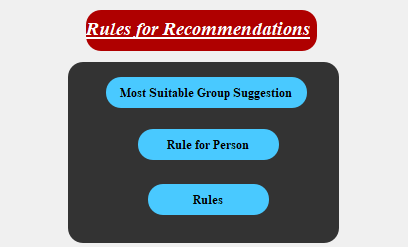 Rules for Recommendations
Most Suitable Group Suggestion
Rule for Person
Rules